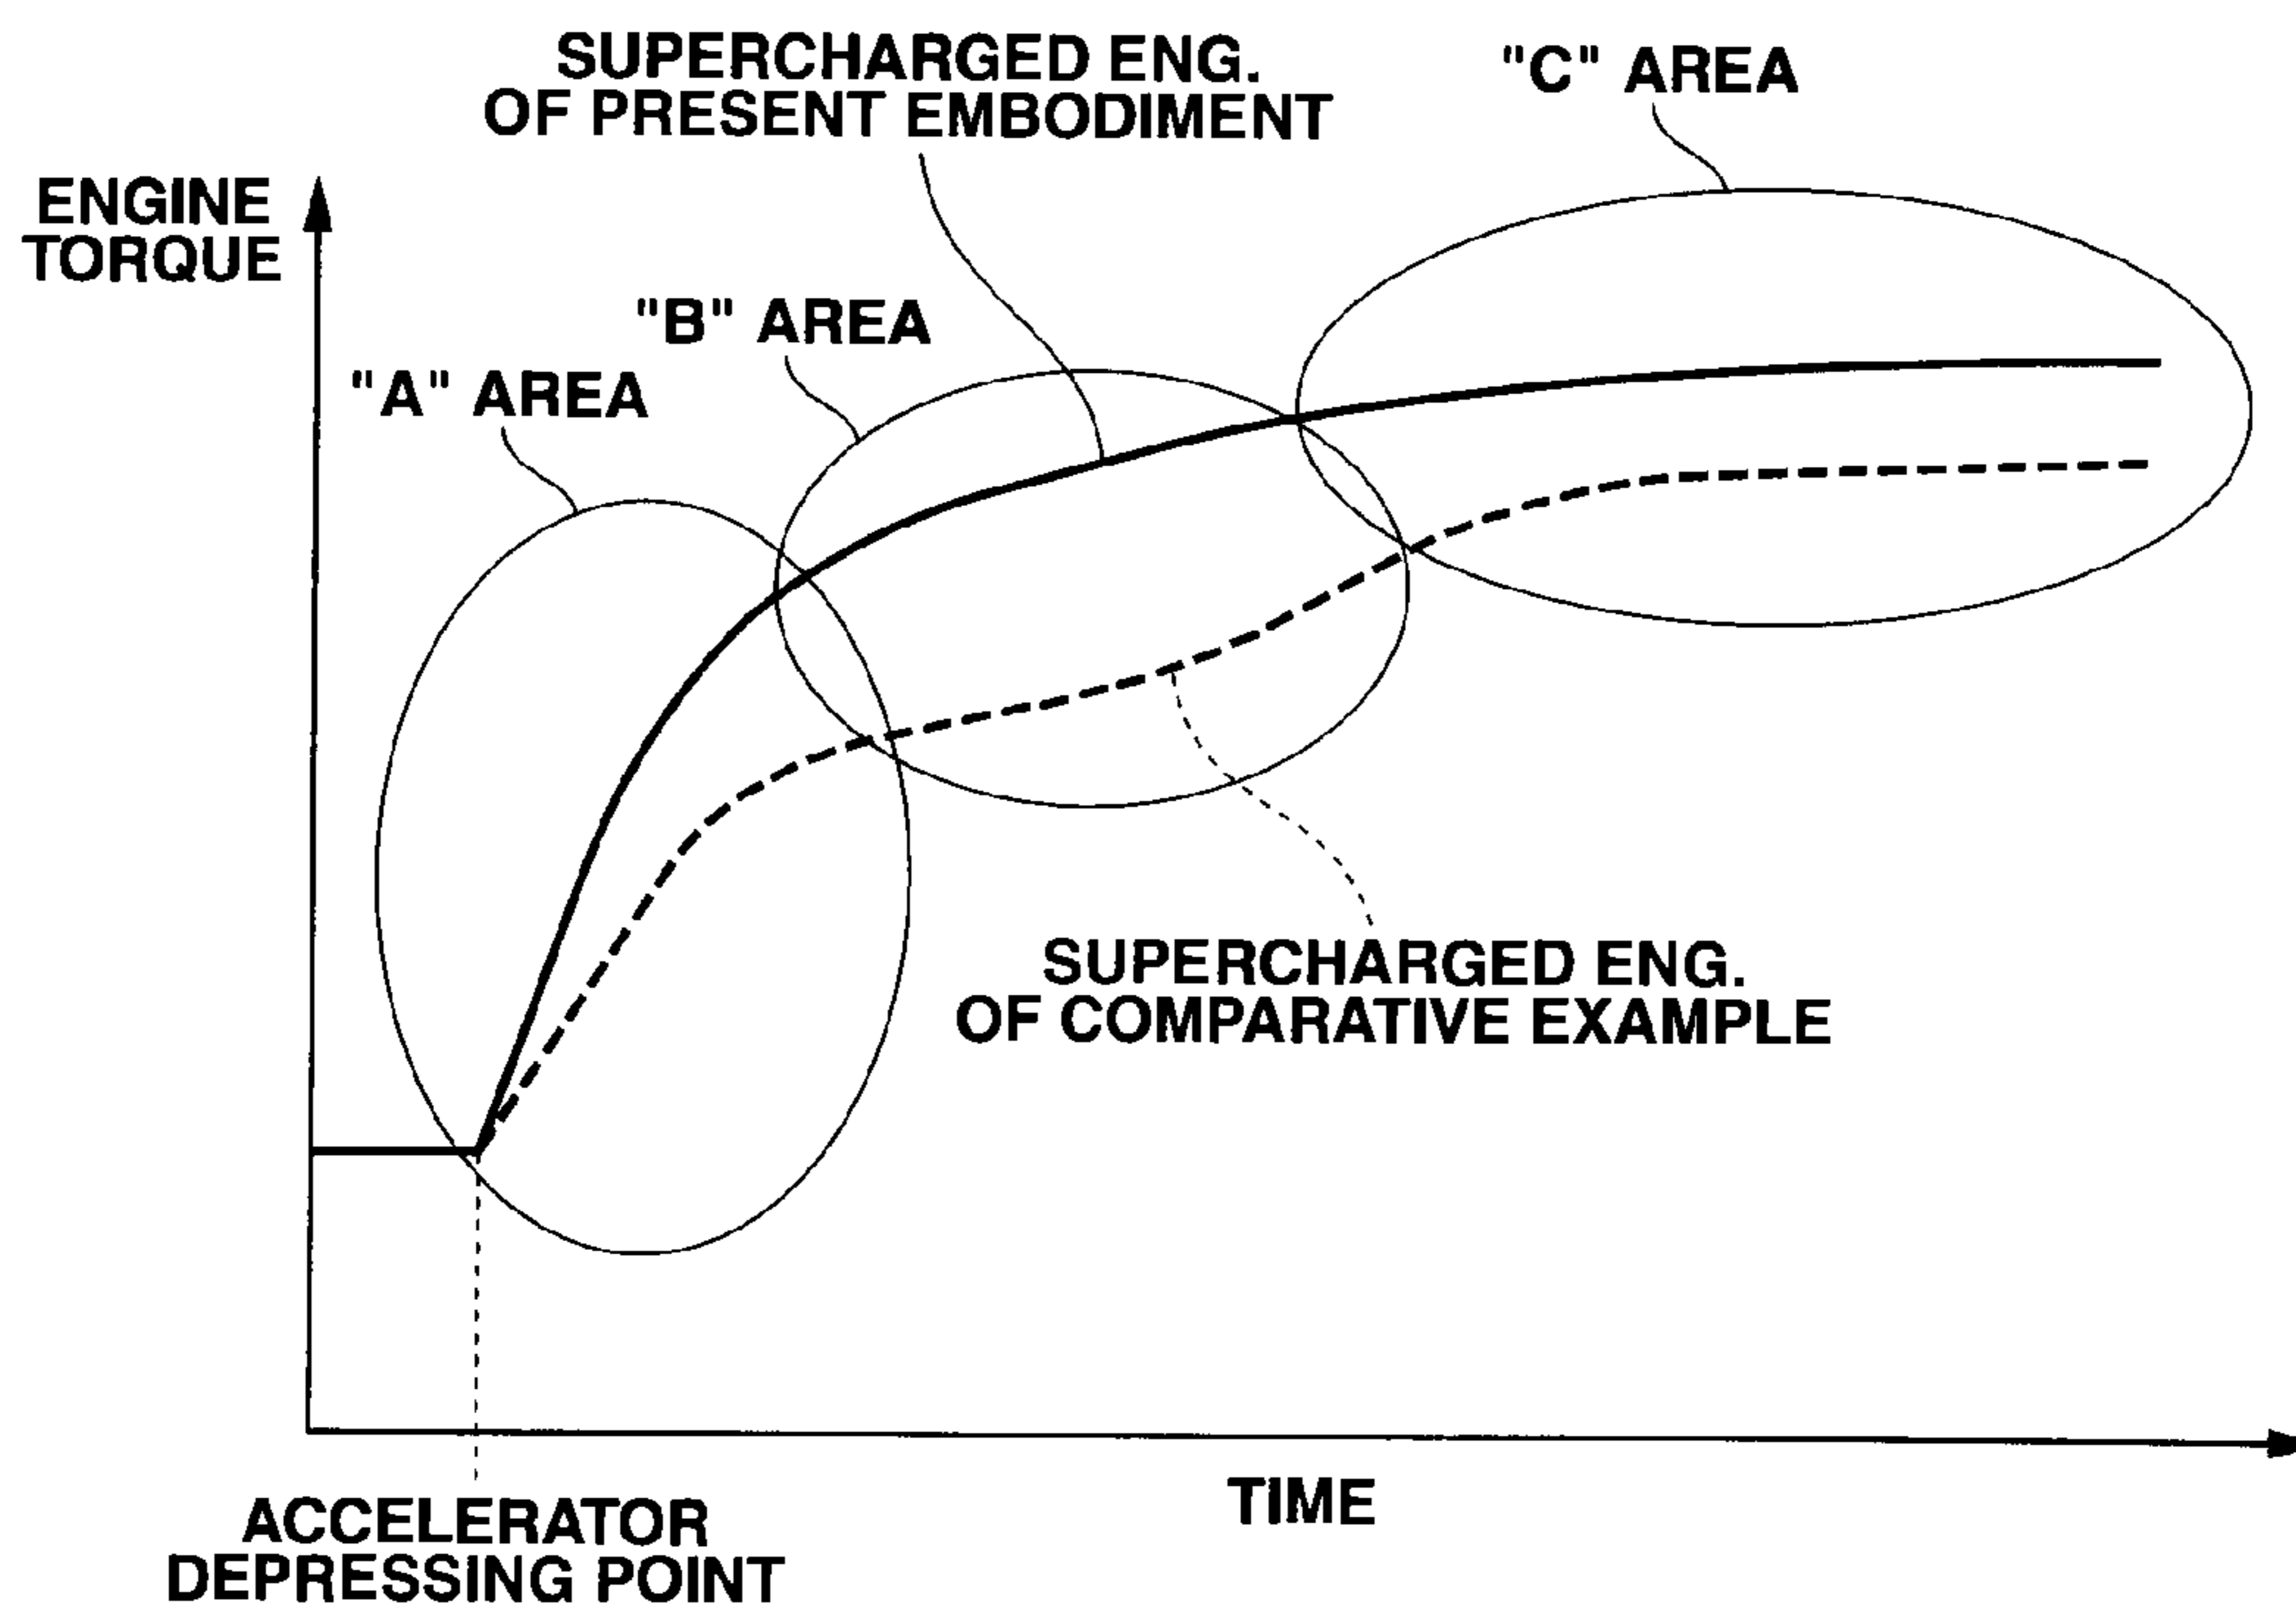 SUPERCHARGED ENG.
OF PRESENT EMBODIMENT
"C" AREA
ENGINE
TORQUE
"B" AREA
"A" AREA
SUPERCHARGED ENG.
OF COMPARATIVE EXAMPLE
TIME
ACCELERATOR
DEPRESSING POINT